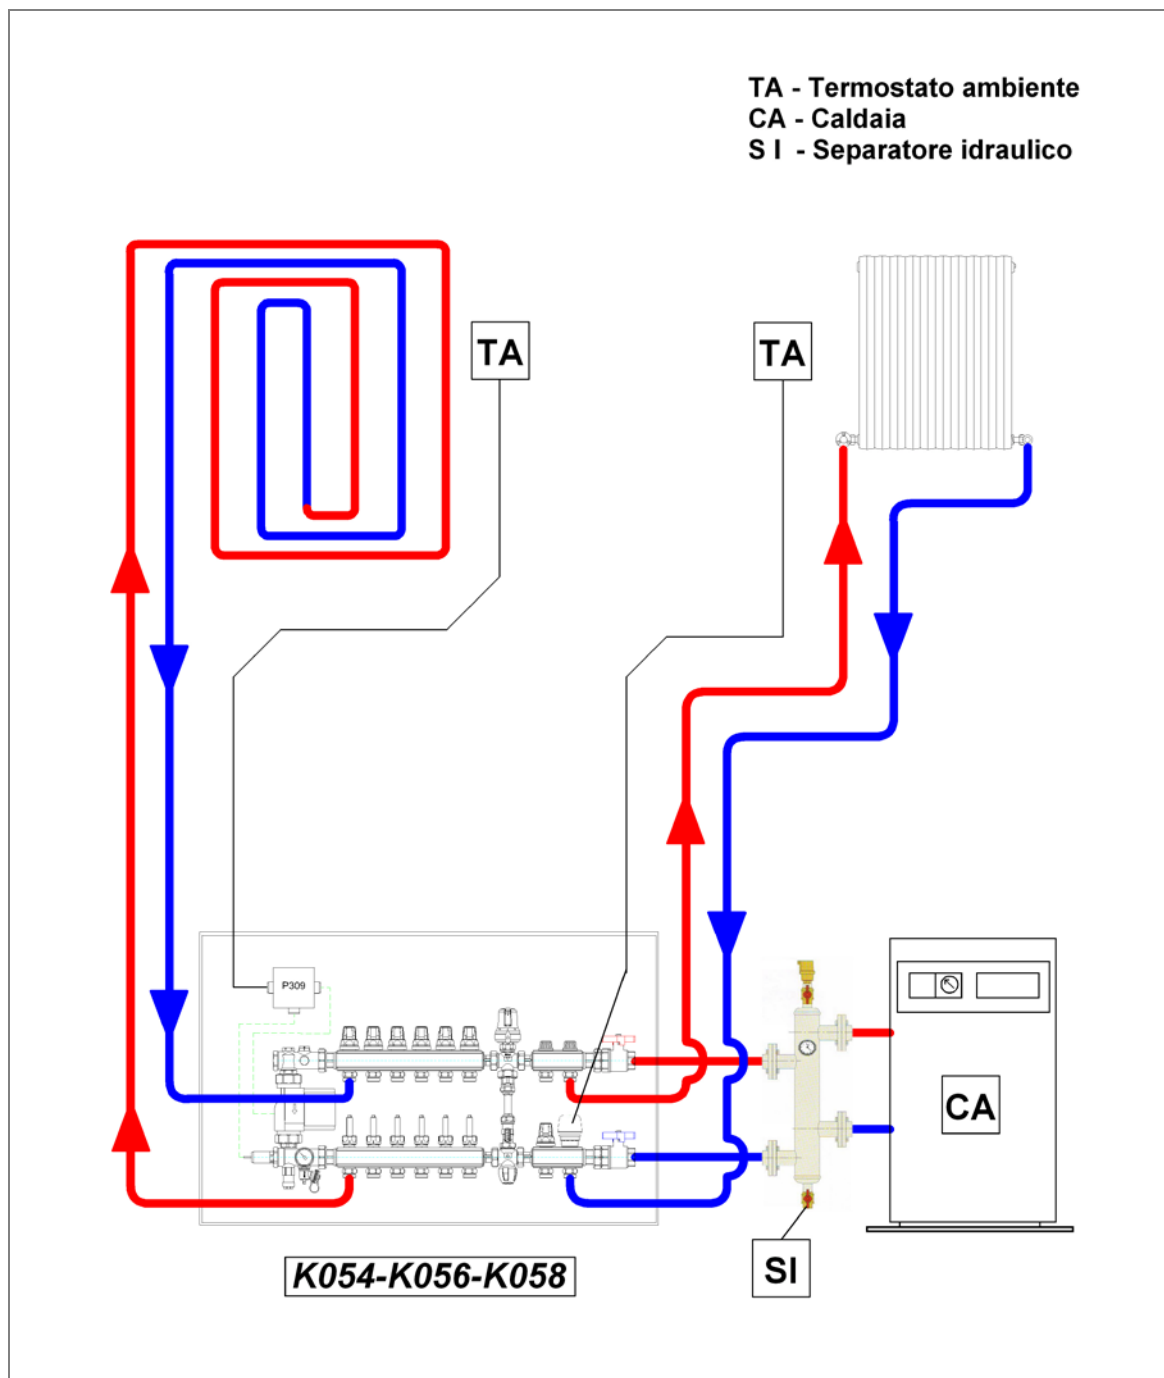 TA - Termostato ambiente
CA - Caldaia
S I - Separatore idraulico
TA
TA
P309
CA
SI
K054-K056-K058